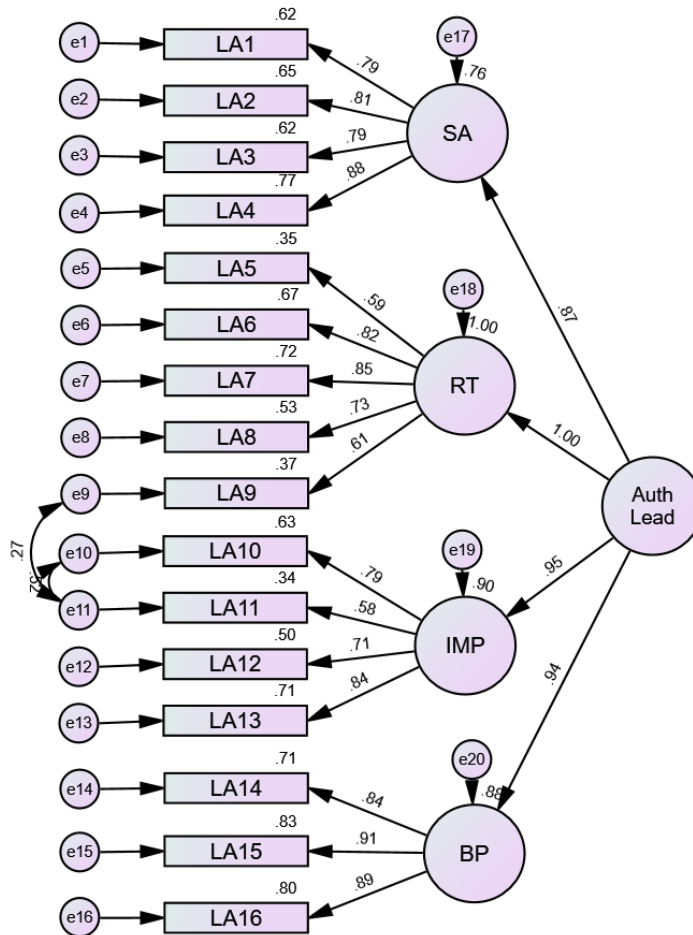 .62
e1
LA1
.79
e17
.76
.65
e2
LA2
.81
SA
.62
e3
LA3
.79
.77
.88
e4
LA4
.87
.35
e5
LA5
.59
e18
1.00
.67
e6
LA6
.82
.72
e7
LA7
.85
RT
.53
e8
LA8
.73
1.00
.37
.61
e9
LA9
Auth
Lead
.27
.63
e10
LA10
.79
e19
.90
.95
.34
e11
LA11
.58
.50
.71
IMP
e12
LA12
.71
.84
.94
e13
LA13
.71
e14
LA14
.84
e20
.88
.83
e15
LA15
.91
BP
.80
.89
e16
LA16